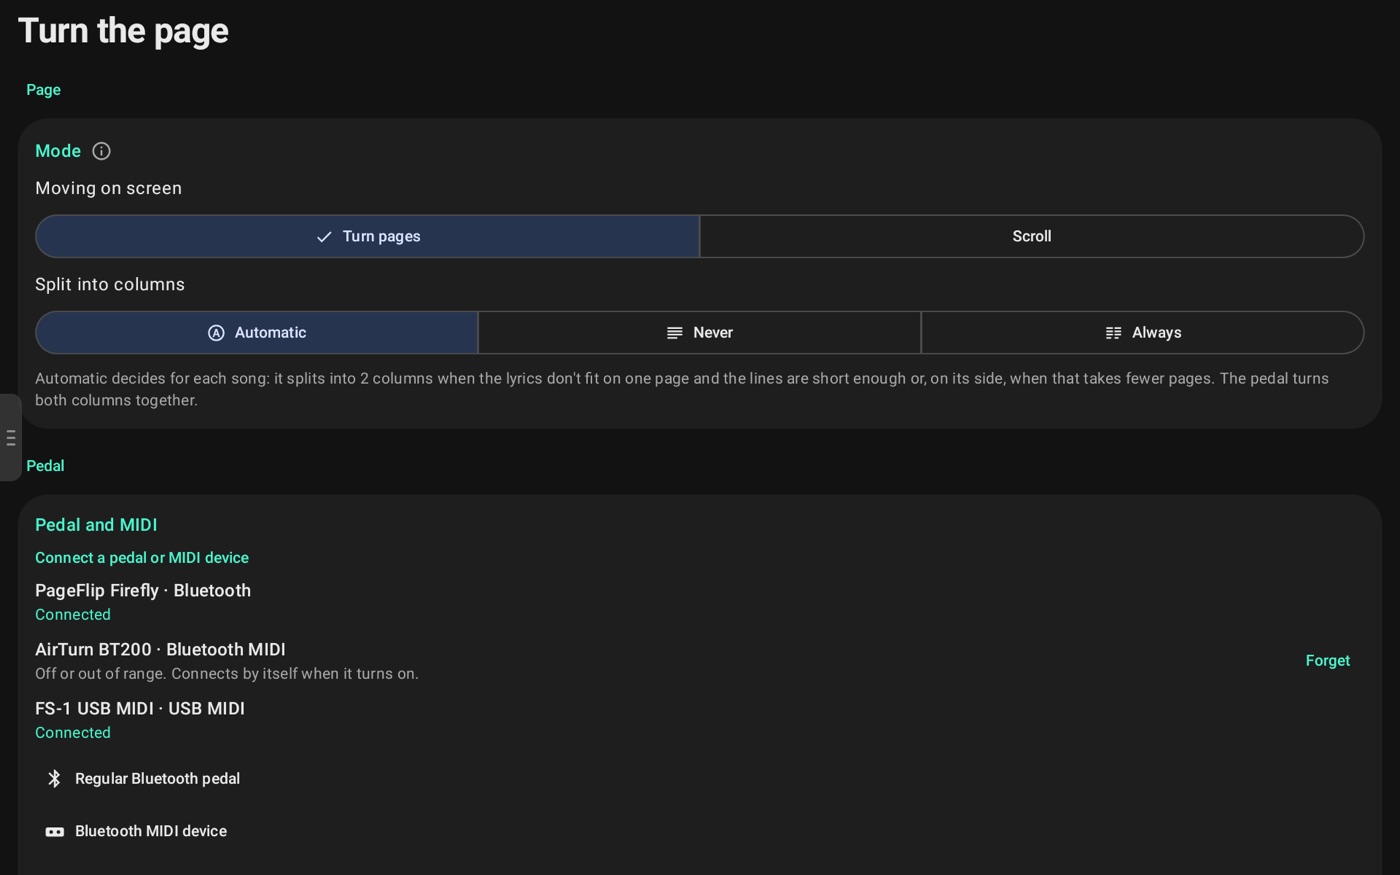 Turn the page
Page
Mode
Moving on screen
Turn pages
Scroll
Split into columns
Automatic
Never
Always
Automatic decides for each song: it splits into 2 columns when the lyrics don't fit on one page and the lines are short enough or, on its side, when that takes fewer pages. The pedal turns
both columns together.
Pedal
Pedal and MIDI
Connect a pedal or MIDI device
PageFlip Firefly · Bluetooth
Connected
AirTurn BT200 · Bluetooth MIDI
Off or out of range. Connects by itself when it turns on.
Forget
FS-1 USB MIDI · USB MIDI
Connected
Regular Bluetooth pedal
Bluetooth MIDI device